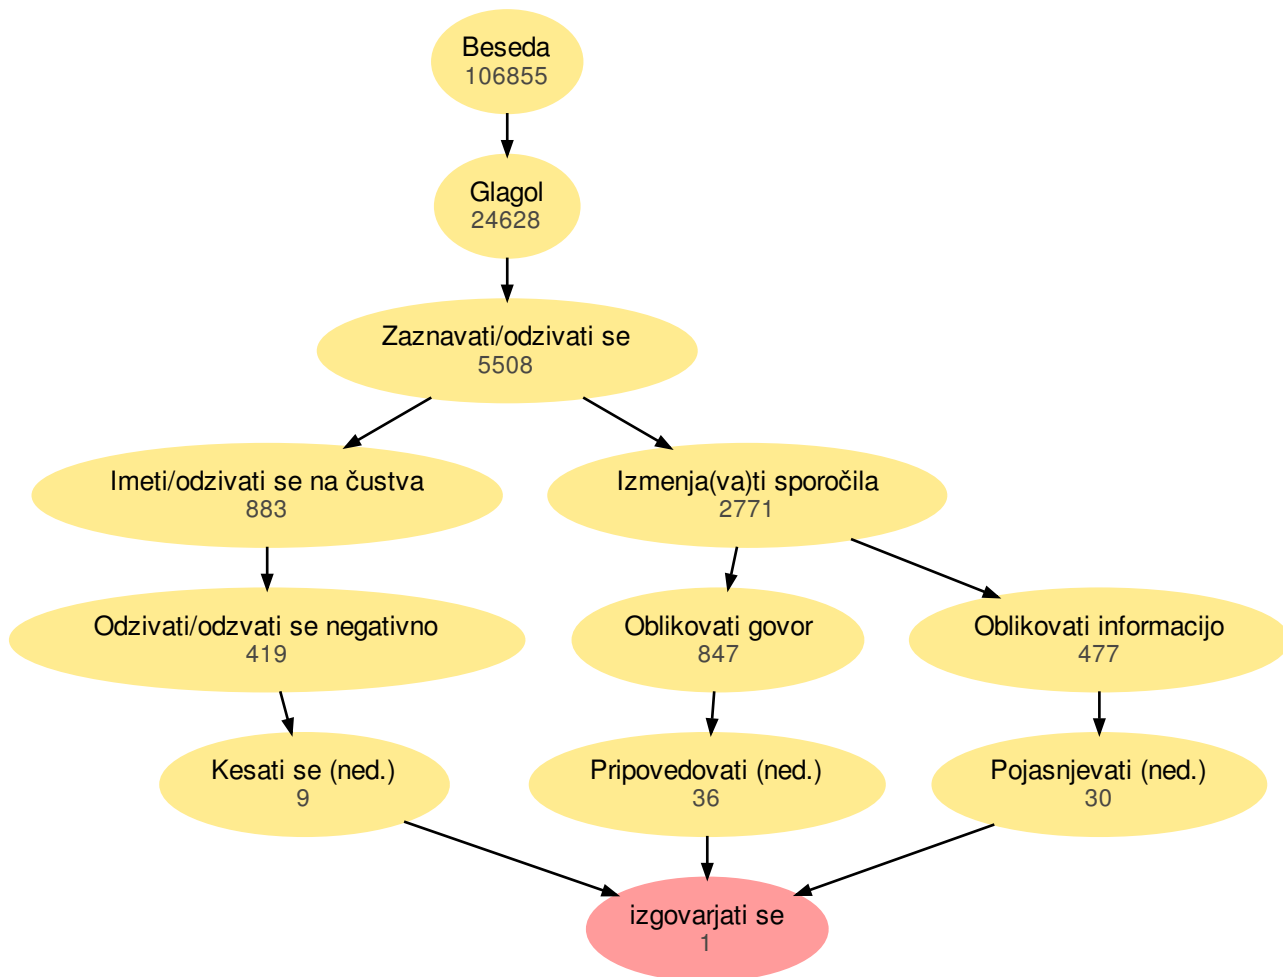 Beseda
106855
Glagol
24628
Zaznavati/odzivati se
5508
Imeti/odzivati se na čustva
883
Izmenja(va)ti sporočila
2771
Odzivati/odzvati se negativno
419
Oblikovati govor
847
Oblikovati informacijo
477
Kesati se (ned.)
9
Pripovedovati (ned.)
36
Pojasnjevati (ned.)
30
izgovarjati se
1